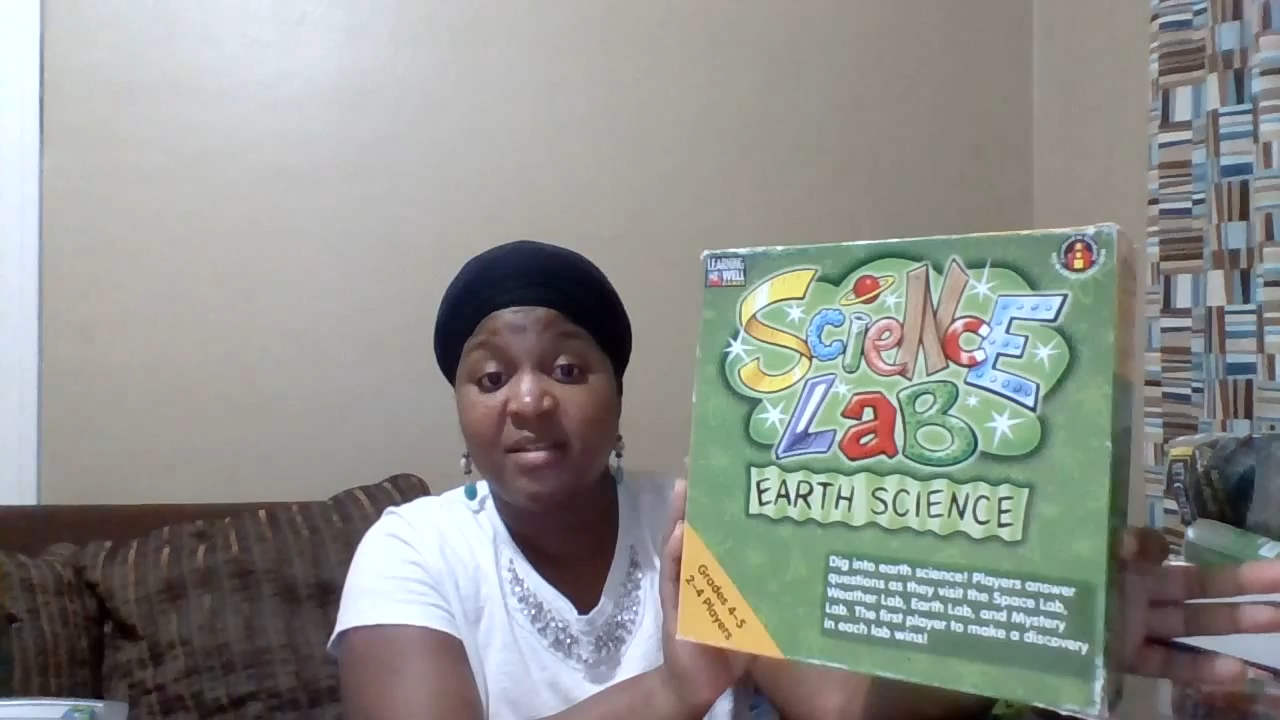 LEARNING
WELL
GAMES
SCieNcE
LaB
EARTH SCIENCE
Grades 4–5
2–4 Players
Dig into earth science! Players answer
questions as they visit the Space Lab,
Weather Lab, Earth Lab, and Mystery
Lab. The first player to make a discovery
in each lab wins!